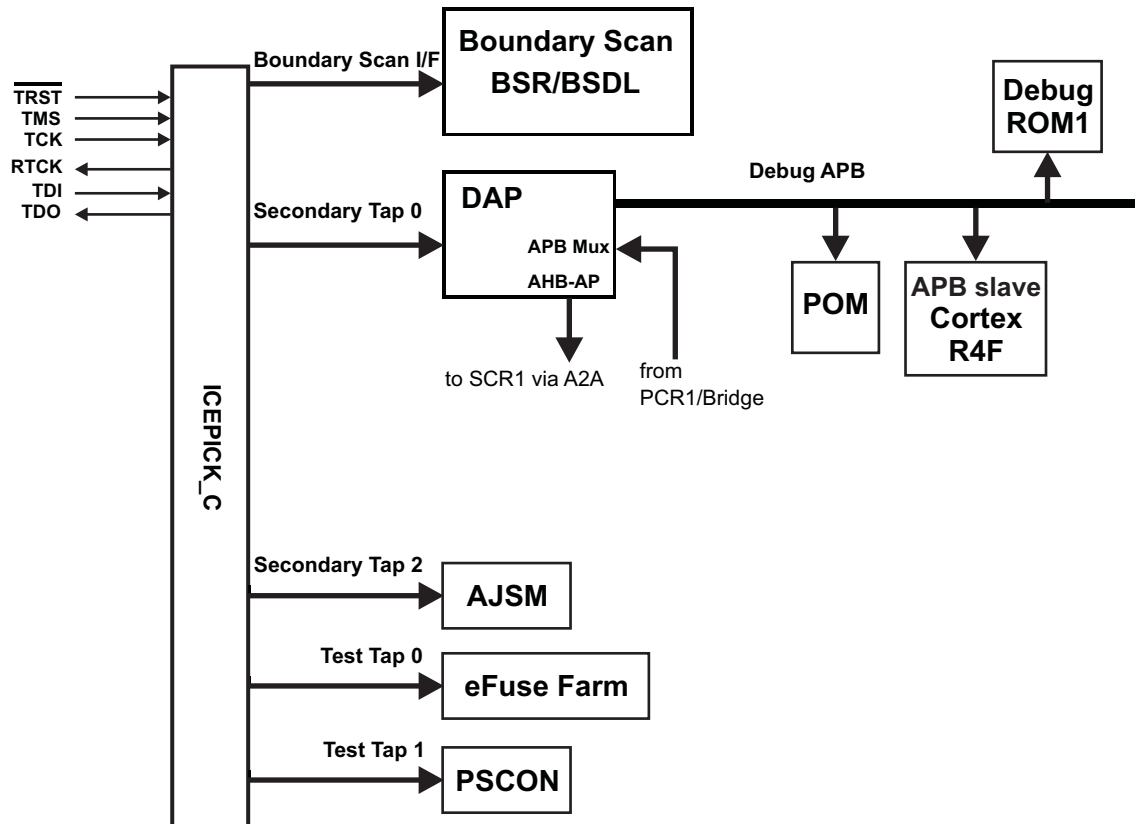 Boundary Scan I/F
Boundary Scan
BSR/BSDL
TRST
TMS
TCK
RTCK
TDI
TDO
ICEPICK_C
Secondary Tap 0
DAP
APB Mux
AHB-AP
to SCR1 via A2A
from
PCR1/Bridge
Debug APB
Debug
ROM1
POM
APB slave
Cortex
R4F
Secondary Tap 2
AJSM
Test Tap 0
eFuse Farm
Test Tap 1
PSCON